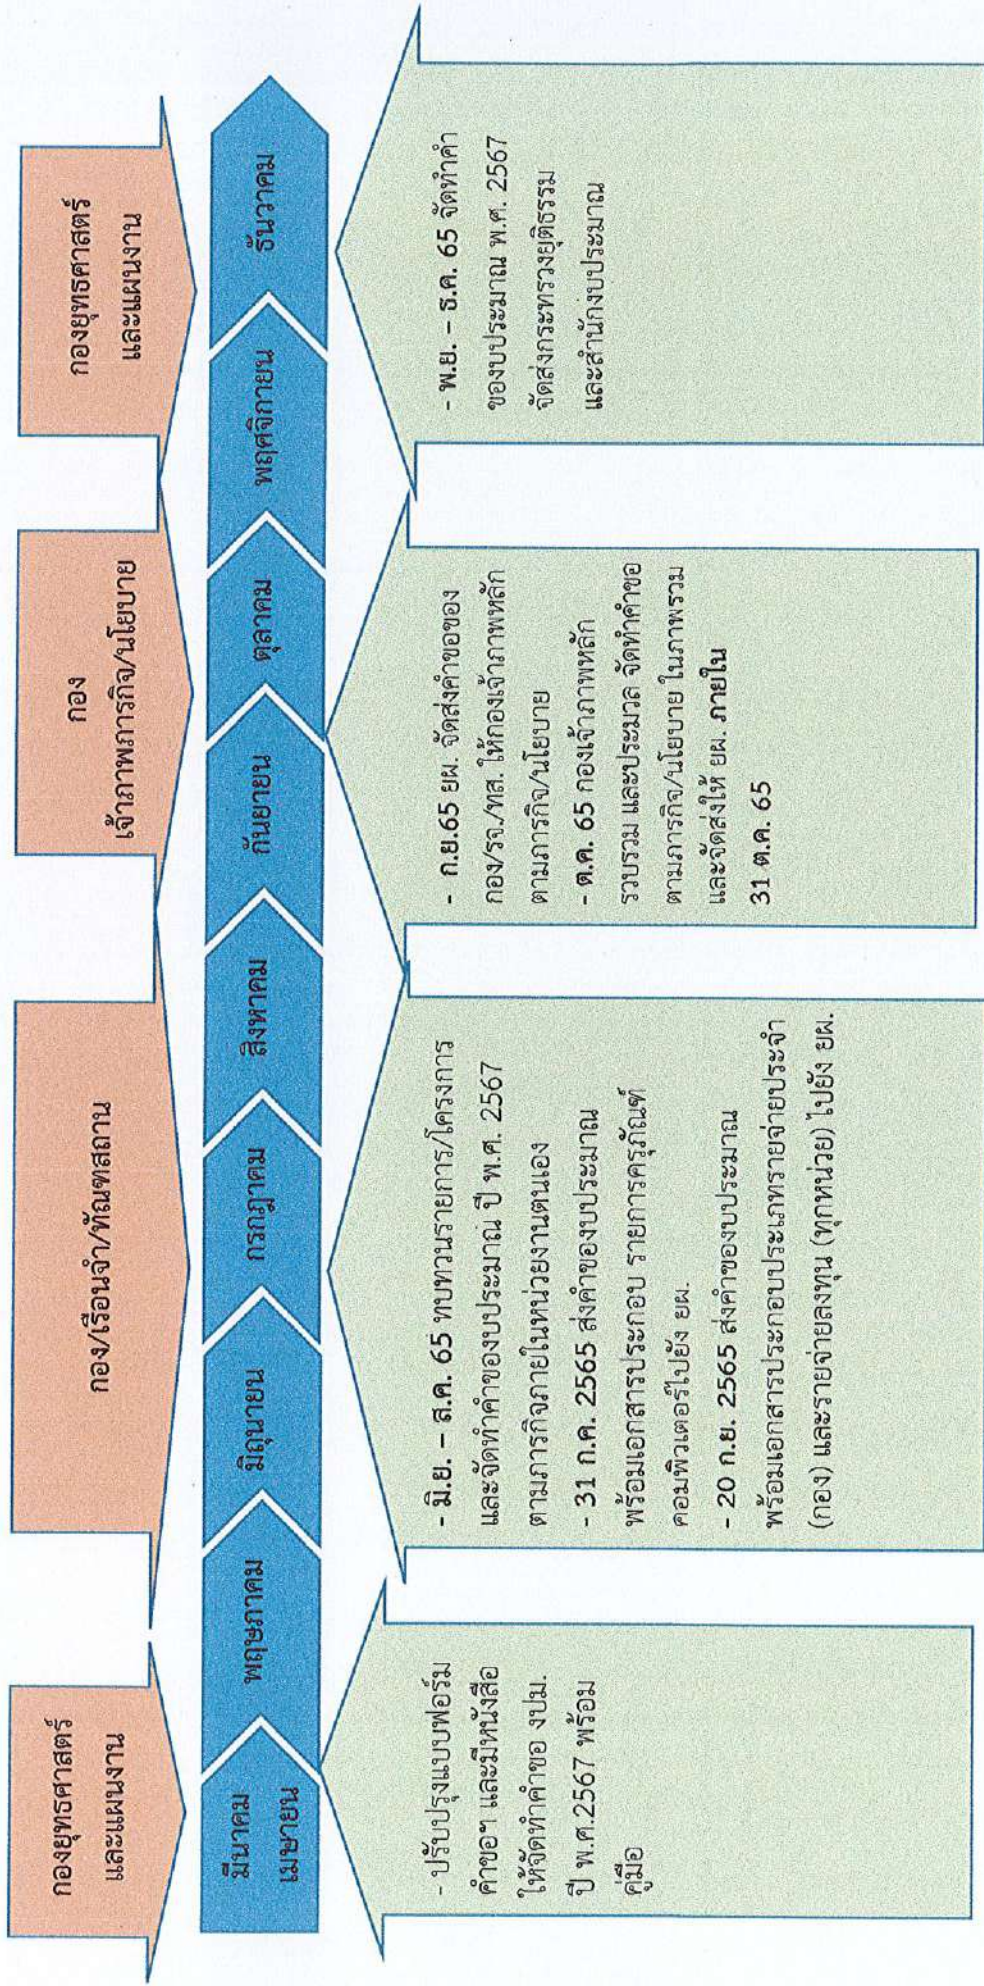 กองยุทธศาสตร์
และแผนงาน
กอง/เรือนจำ/ทัณฑสถาน
กอง
เจ้าภาพภารกิจ/นโยบาย
กองยุทธศาสตร์
และแผนงาน
มีนาคม
เมษายน
พฤษภาคม
มิถุนายน
กรกฎาคม
สิงหาคม
กันยายน
ตุลาคม
พฤศจิกายน
ธันวาคม
- ปรับปรุงแบบฟอร์ม
คำขอฯ และมีหนังสือ
ให้จัดทำคำขอ งปม.
ปี พ.ศ.2567 พร้อม
คู่มือ
- มิ.ย. – ส.ค. 65 ทบทวนรายการ/โครงการ
และจัดทำคำของบประมาณ ปี พ.ศ. 2567
ตามภารกิจภายในหน่วยงานตนเอง
- 31 ก.ค. 2565 ส่งคำของบประมาณ
พร้อมเอกสารประกอบ รายการครุภัณฑ์
คอมพิวเตอร์ไปยัง ยผ.
- 20 ก.ย. 2565 ส่งคำของบประมาณ
พร้อมเอกสารประกอบประเภทรายจ่ายประจำ
(กอง) และรายจ่ายลงทุน (ทุกหน่วย) ไปยัง ยผ.
- ก.ย.65 ยผ. จัดส่งคำขอของ
กอง/รจ./ทส. ให้กองเจ้าภาพหลัก
ตามภารกิจ/นโยบาย
- ต.ค. 65 กองเจ้าภาพหลัก
รวบรวม และประมวล จัดทำคำขอ
ตามภารกิจ/นโยบาย ในภาพรวม
และจัดส่งให้ ยผ. ภายใน
31 ต.ค. 65
- พ.ย. – ธ.ค. 65 จัดทำคำ
ของบประมาณ พ.ศ. 2567
จัดส่งกระทรวงยุติธรรม
และสำนักงบประมาณ